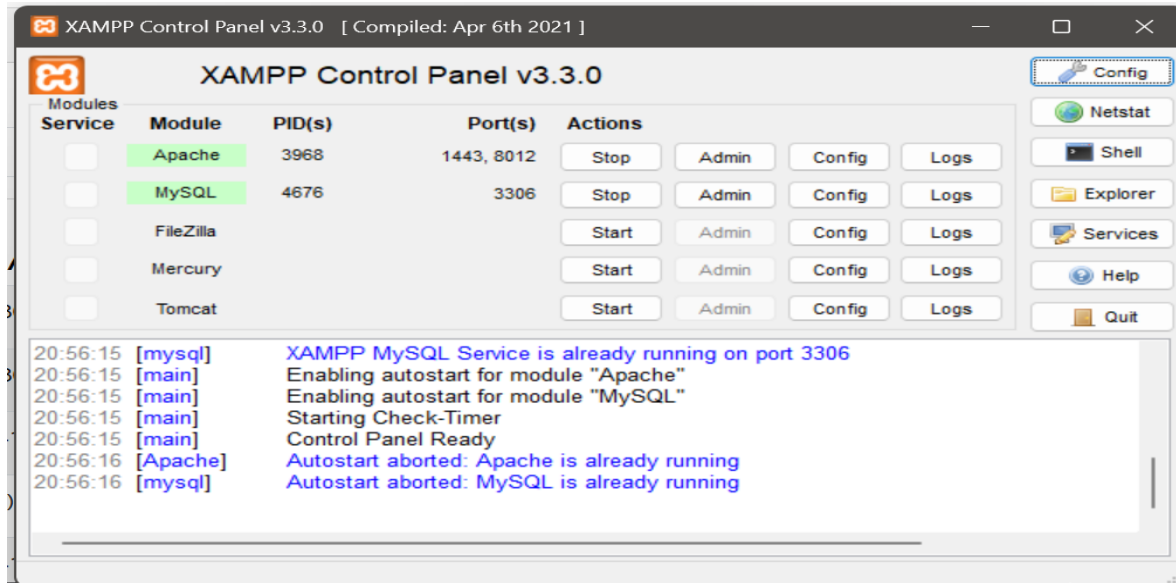 XAMPP Control Panel v3.3.0 [ Compiled: Apr 6th 2021 ]
XAMPP Control Panel v3.3.0
Config
Modules
Service Module PID(s) Port(s) Actions
Netstat
Apache 3968 1443, 8012 Stop Admin Config Logs
Shell
MySQL 4676 3306 Stop Admin Config Logs
Explorer
FileZilla Start Admin Config Logs
Services
Mercury Start Admin Config Logs
Help
Tomcat Start Admin Config Logs
Quit
20:56:15 [mysql] XAMPP MySQL Service is already running on port 3306
20:56:15 [main] Enabling autostart for module "Apache"
20:56:15 [main] Enabling autostart for module "MySQL"
20:56:15 [main] Starting Check-Timer
20:56:15 [main] Control Panel Ready
20:56:16 [Apache] Autostart aborted: Apache is already running
20:56:16 [mysql] Autostart aborted: MySQL is already running